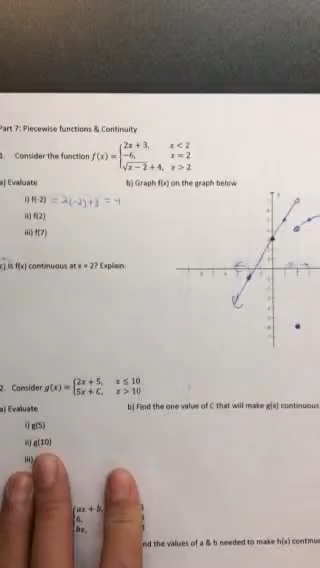 Part 7: Piecewise functions & Continuity
1. Consider the function f(x) = { 2x + 3, x < 2
−6, x = 2
√x − 2 + 4, x > 2
a) Evaluate b) Graph f(x) on the graph below
i) f(-2) = 2(-2)+3 =
ii) f(2)
iii) f(7)
c) Is f(x) continuous at x = 2? Explain.
2. Consider g(x) = { 2x + 5, x ≤ 10
5x + C, x > 10
a) Evaluate b) Find the one value of C that will make g(x) continuous
i) g(5)
ii) g(10)
iii)
ax + b,
6,
bx,
nd the values of a & b needed to make h(x)